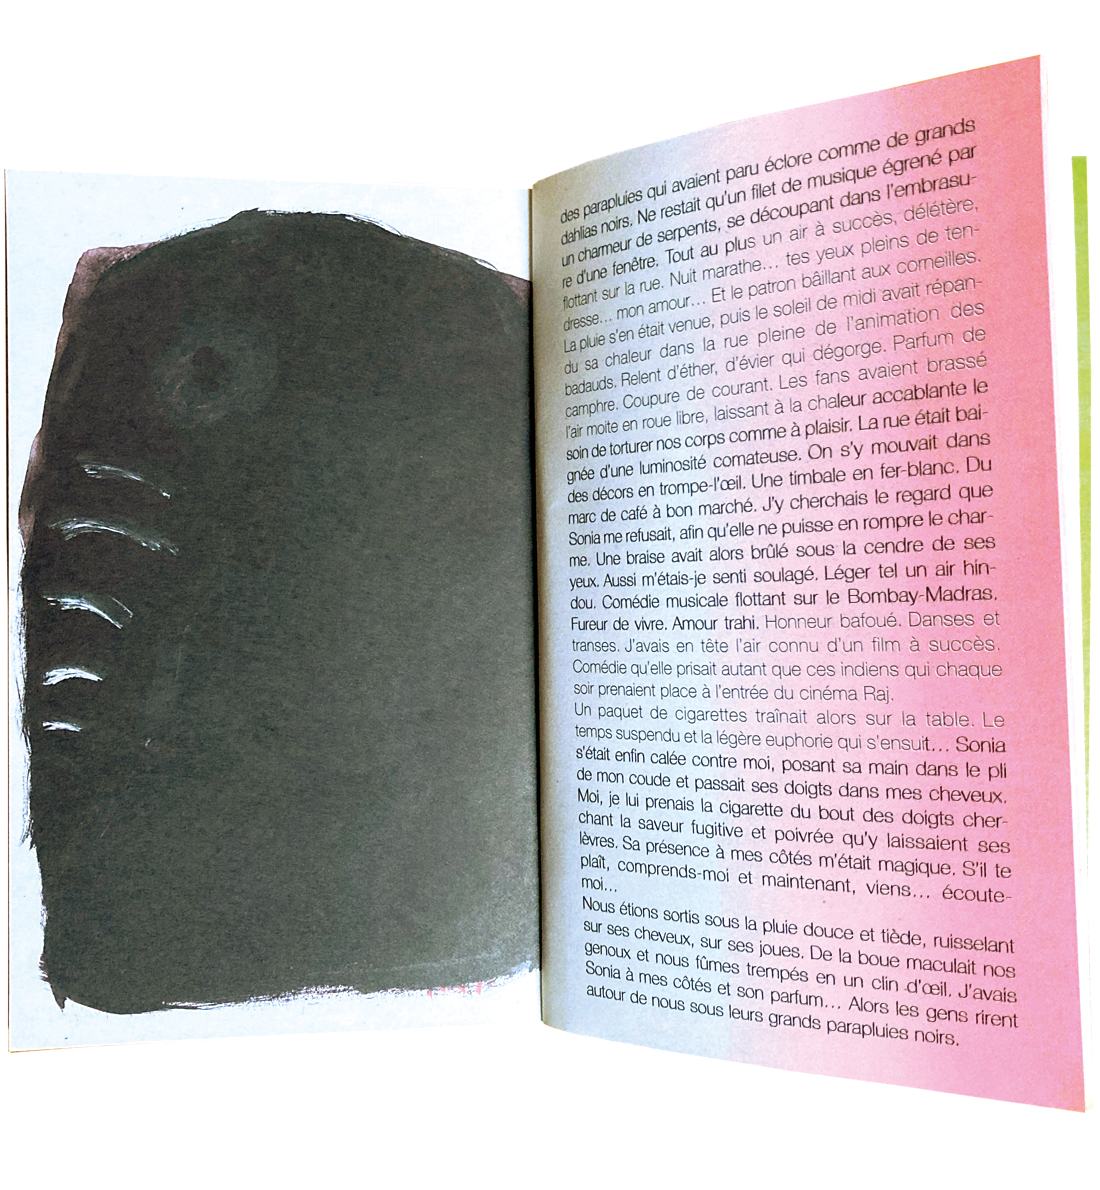 des parapluies qui avaient paru éclore comme de grands
dahlias noirs. Ne restait qu'un filet de musique égrené par
un charmeur de serpents, se découpant dans l'embrasu-
re d'une fenêtre. Tout au plus un air à succès, délétère,
flottant sur la rue. Nuit marathe... tes yeux pleins de ten-
dresse... mon amour... Et le patron bâillant aux corneilles.
La pluie s'en était venue, puis le soleil de midi avait répan-
du sa chaleur dans la rue pleine de l'animation des
badauds. Relent d'éther, d'évier qui dégorge. Parfum de
camphre. Coupure de courant. Les fans avaient brassé
l'air moite en roue libre, laissant à la chaleur accablante le
soin de torturer nos corps comme à plaisir. La rue était bai-
gnée d'une luminosité comateuse. On s'y mouvait dans
des décors en trompe-l'œil. Une timbale en fer-blanc. Du
marc de café à bon marché. J'y cherchais le regard que
Sonia me refusait, afin qu'elle ne puisse en rompre le char-
me. Une braise avait alors brûlé sous la cendre de ses
yeux. Aussi m'étais-je senti soulagé. Léger tel un air hin-
dou. Comédie musicale flottant sur le Bombay-Madras.
Fureur de vivre. Amour trahi. Honneur bafoué. Danses et
transes. J'avais en tête l'air connu d'un film à succès.
Comédie qu'elle prisait autant que ces indiens qui chaque
soir prenaient place à l'entrée du cinéma Raj.
Un paquet de cigarettes traînait alors sur la table. Le
temps suspendu et la légère euphorie qui s'ensuit... Sonia
s'était enfin calée contre moi, posant sa main dans le pli
de mon coude et passait ses doigts dans mes cheveux.
Moi, je lui prenais la cigarette du bout des doigts cher-
chant la saveur fugitive et poivrée qu'y laissaient ses
lèvres. Sa présence à mes côtés m'était magique. S'il te
plaît, comprends-moi et maintenant, viens... écoute-
moi...
Nous étions sortis sous la pluie douce et tiède, ruisselant
sur ses cheveux, sur ses joues. De la boue maculait nos
genoux et nous fûmes trempés en un clin d'œil. J'avais
Sonia à mes côtés et son parfum... Alors les gens rirent
autour de nous sous leurs grands parapluies noirs.